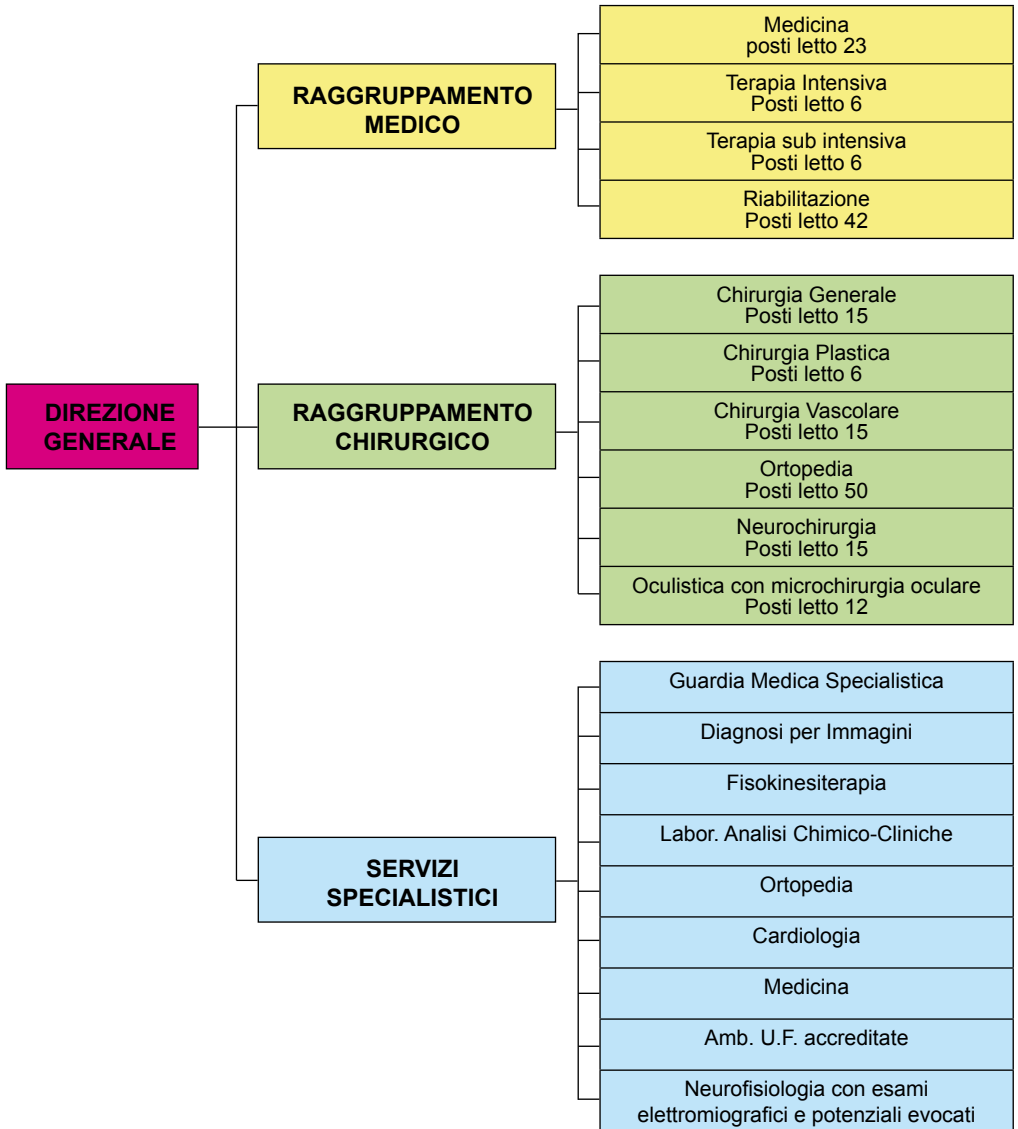 DIREZIONE
GENERALE
RAGGRUPPAMENTO
MEDICO
Medicina
posti letto 23
Terapia Intensiva
Posti letto 6
Terapia sub intensiva
Posti letto 6
Riabilitazione
Posti letto 42
RAGGRUPPAMENTO
CHIRURGICO
Chirurgia Generale
Posti letto 15
Chirurgia Plastica
Posti letto 6
Chirurgia Vascolare
Posti letto 15
Ortopedia
Posti letto 50
Neurochirurgia
Posti letto 15
Oculistica con microchirurgia oculare
Posti letto 12
SERVIZI
SPECIALISTICI
Guardia Medica Specialistica
Diagnosi per Immagini
Fisokinesiterapia
Labor. Analisi Chimico-Cliniche
Ortopedia
Cardiologia
Medicina
Amb. U.F. accreditate
Neurofisiologia con esami
elettromiografici e potenziali evocati